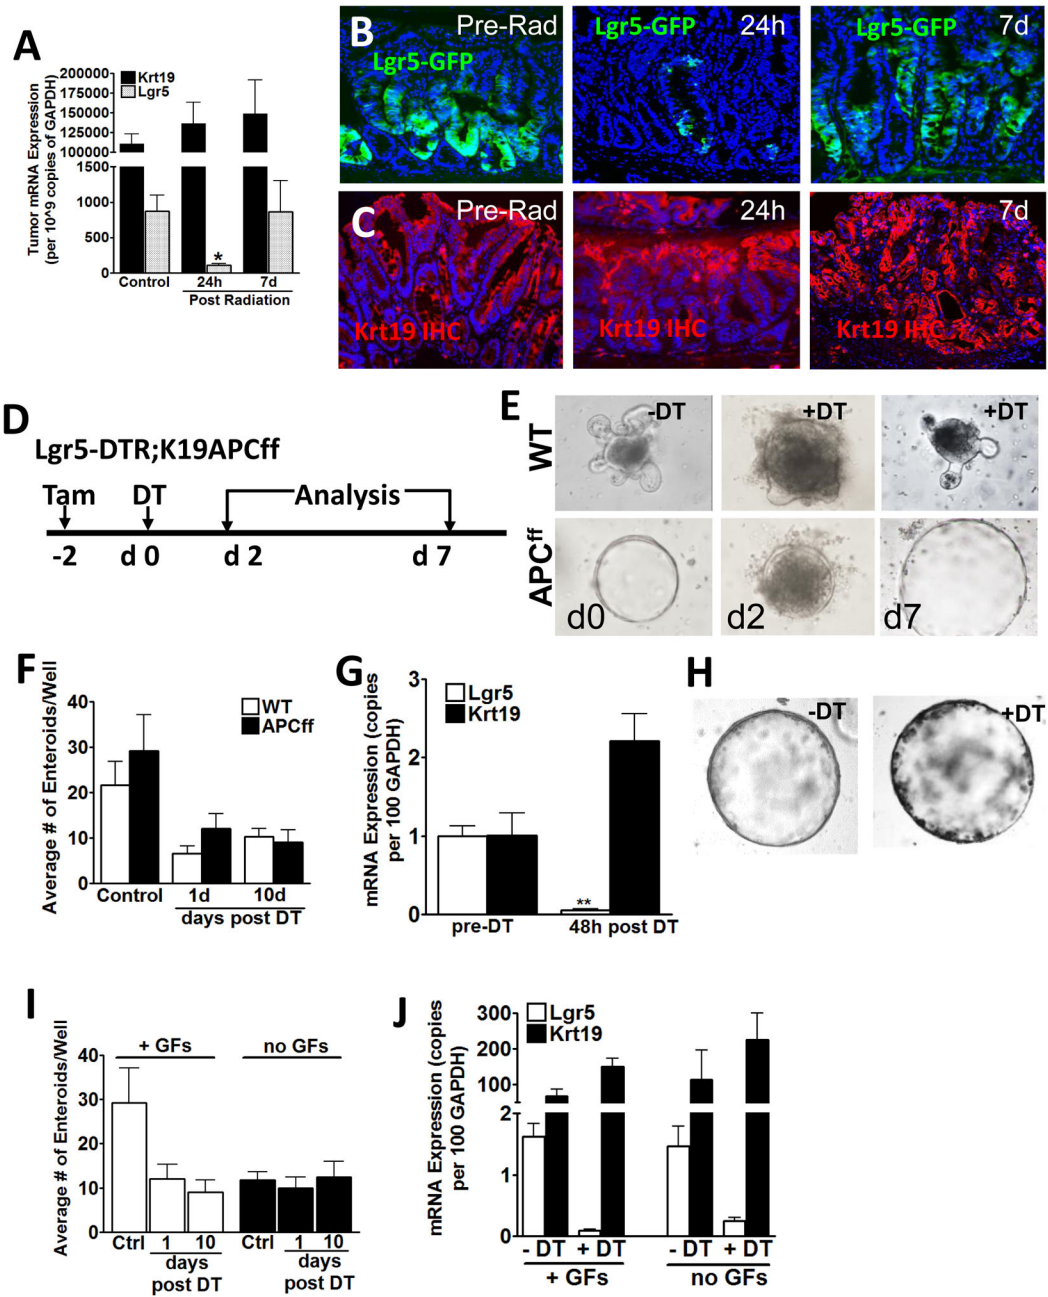 A
Tumor mRNA Expression
(per 10^9 copies of GAPDH)
200000
175000
150000
125000
100000
1500
1000
500
0
Krt19
Lgr5
*
Control
24h
7d
Post Radiation
B
Pre-Rad
Lgr5-GFP
24h
Lgr5-GFP
7d
Lgr5-GFP
C
Pre-Rad
Krt19 IHC
24h
Krt19 IHC
7d
Krt19 IHC
D
Lgr5-DTR;K19APCff
Tam
DT
Analysis
-2
d 0
d 2
d 7
E
WT
-DT
+DT
+DT
APCff
d0
d2
d7
F
Average # of Enteroids/Well
40
30
20
10
0
WT
APCff
Control
1d
10d
days post DT
G
mRNA Expression (copies
per 100 GAPDH)
3
2
1
0
Lgr5
Krt19
**
pre-DT
48h post DT
H
-DT
+DT
I
Average # of Enteroids/Well
+ GFs
no GFs
40
30
20
10
0
Ctrl
1
10
Ctrl
1
10
days
post DT
days
post DT
J
mRNA Expression (copies
per 100 GAPDH)
300
200
100
2
1
0
Lgr5
Krt19
- DT
+ DT
- DT
+ DT
+ GFs
no GFs